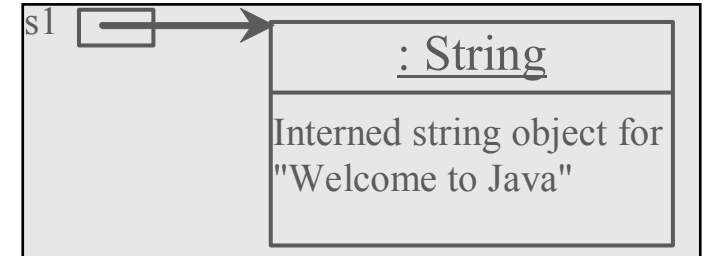 s1
: String
Interned string object for
"Welcome to Java"